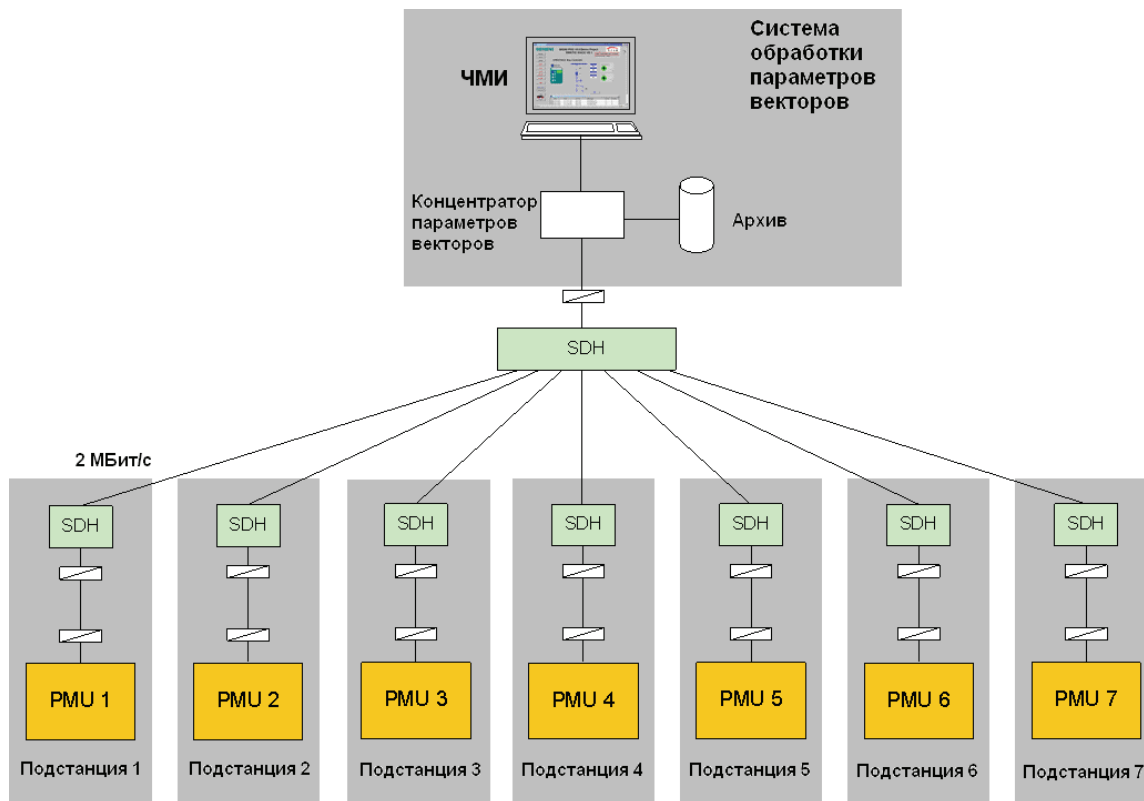 Система
обработки
параметров
векторов
ЧМИ
SIEMENS
Концентратор
параметров
векторов
Архив
SDH
2 МБит/с
SDH
SDH
SDH
SDH
SDH
SDH
SDH
PMU 1
PMU 2
PMU 3
PMU 4
PMU 5
PMU 6
PMU 7
Подстанция 1
Подстанция 2
Подстанция 3
Подстанция 4
Подстанция 5
Подстанция 6
Подстанция 7